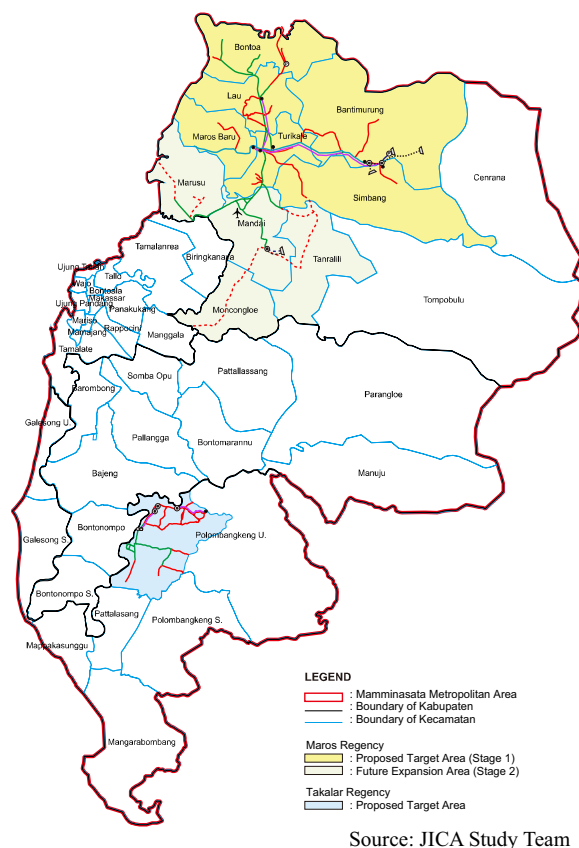 Bontoa
Lau
Bantimurung
Maros Baru
Turikale
Cenrana
Marusu
Simbang
Mandai
Tamalanrea
Biringkanaya
Tanralili
Ujung Tanah
Tallo
Wajo
Bontoala
Makassar
Ujung Pandang
Panakukang
Mariso
Rappocini
Mamajang
Moncongloe
Tompobulu
Manggala
Tamalate
Somba Opu
Pattallassang
Barombong
Parangloe
Galesong U.
Pallangga
Bontomarannu
Bajeng
Manuju
Bontonompo
Polombangkeng U.
Galesong S.
Bontonompo S.
Pattalasang
Polombangkeng S.
Mappakasunggu
Mangarabombang
LEGEND
: Mamminasata Metropolitan Area
: Boundary of Kabupaten
: Boundary of Kecamatan
Maros Regency
: Proposed Target Area (Stage 1)
: Future Expansion Area (Stage 2)
Takalar Regency
: Proposed Target Area
Source: JICA Study Team